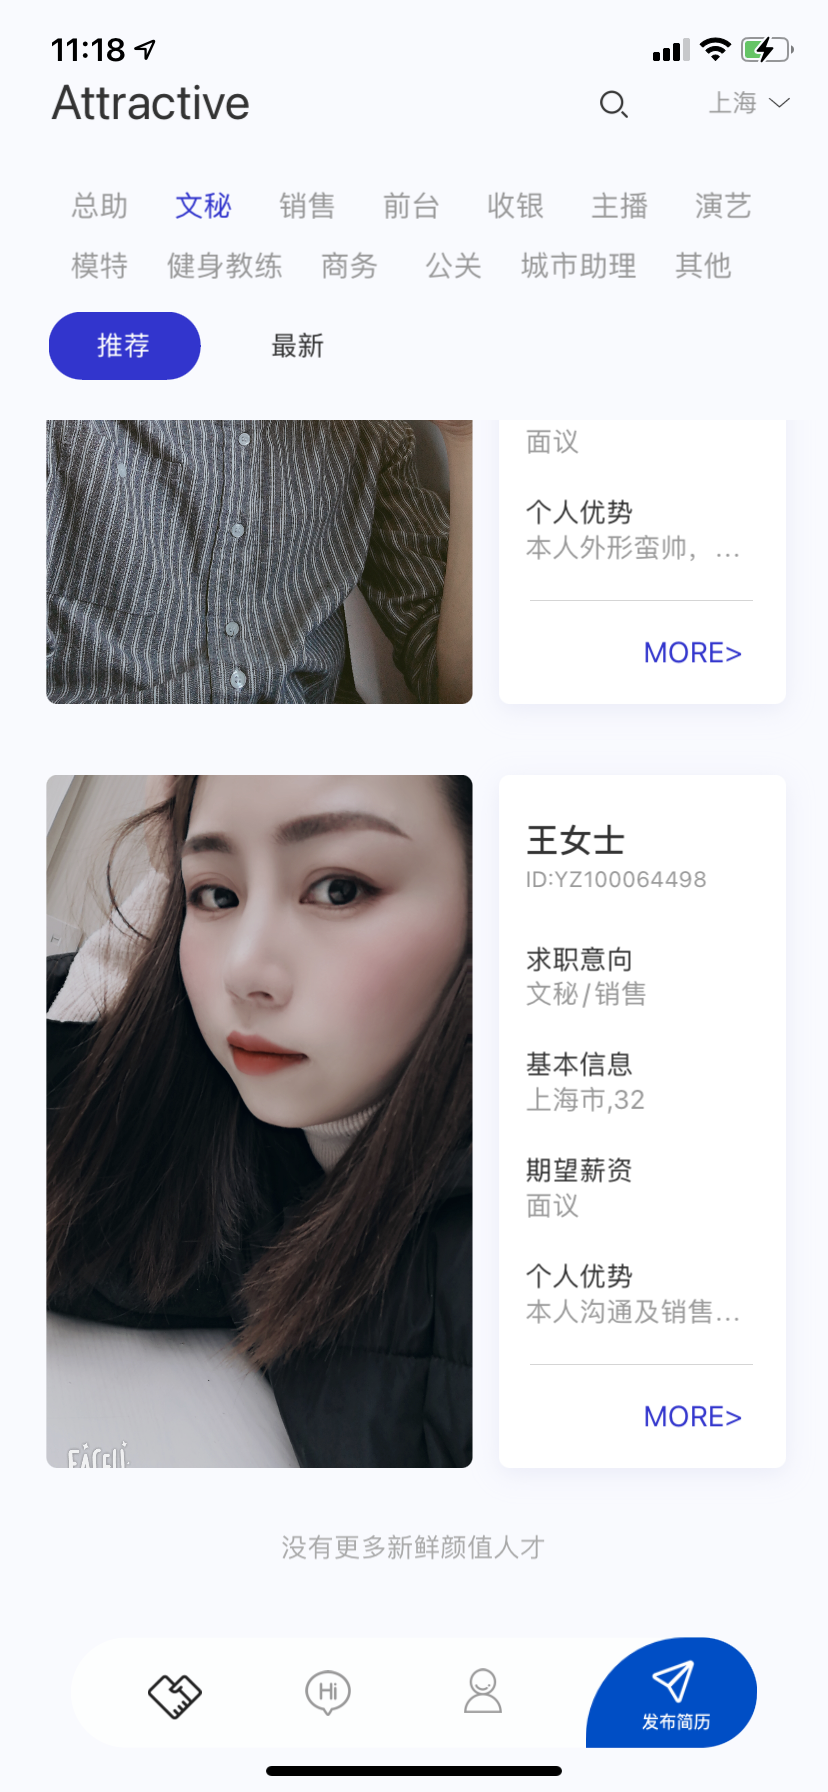 11:18
Attractive
上海
总助 文秘 销售 前台 收银 主播 演艺
模特 健身教练 商务 公关 城市助理 其他
推荐 最新
面议
个人优势
本人外形蛮帅，...
MORE>
王女士
ID:YZ100064498
求职意向
文秘/销售
基本信息
上海市,32
期望薪资
面议
个人优势
本人沟通及销售...
MORE>
没有更多新鲜颜值人才
Hi
发布简历